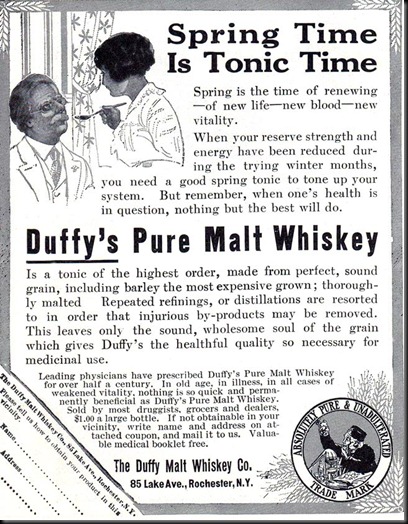 Spring Time
Is Tonic Time
Spring is the time of renewing
—of new life—new blood—new
vitality.
When your reserve strength and
energy have been reduced dur-
ing the trying winter months,
you need a good spring tonic to tone up your
system. But remember, when one's health is
in question, nothing but the best will do.
Duffy's Pure Malt Whiskey
Is a tonic of the highest order, made from perfect, sound
grain, including barley the most expensive grown; thorough-
ly malted Repeated refinings, or distillations are resorted
to in order that injurious by-products may be removed.
This leaves only the sound, wholesome soul of the grain
which gives Duffy's the healthful quality so necessary for
medicinal use.
Leading physicians have prescribed Duffy's Pure Malt Whiskey
for over half a century. In old age, in illness, in all cases of
weakened vitality, nothing is so quick and perma-
nently beneficial as Duffy's Pure Malt Whiskey.
Sold by most druggists, grocers and dealers,
$1.00 a large bottle. If not obtainable in your
vicinity, write name and address on at-
tached coupon, and mail it to us. Valua-
ble medical booklet free.
The Duffy Malt Whiskey Co.
85 Lake Ave., Rochester, N.Y.
The Duffy Malt Whiskey Co., 85 Lake Ave., Rochester, N.Y.
Please tell us how to obtain your product in this
vicinity.
Name
Address
ABSOLUTELY PURE & UNADULTERATED
TRADE MARK